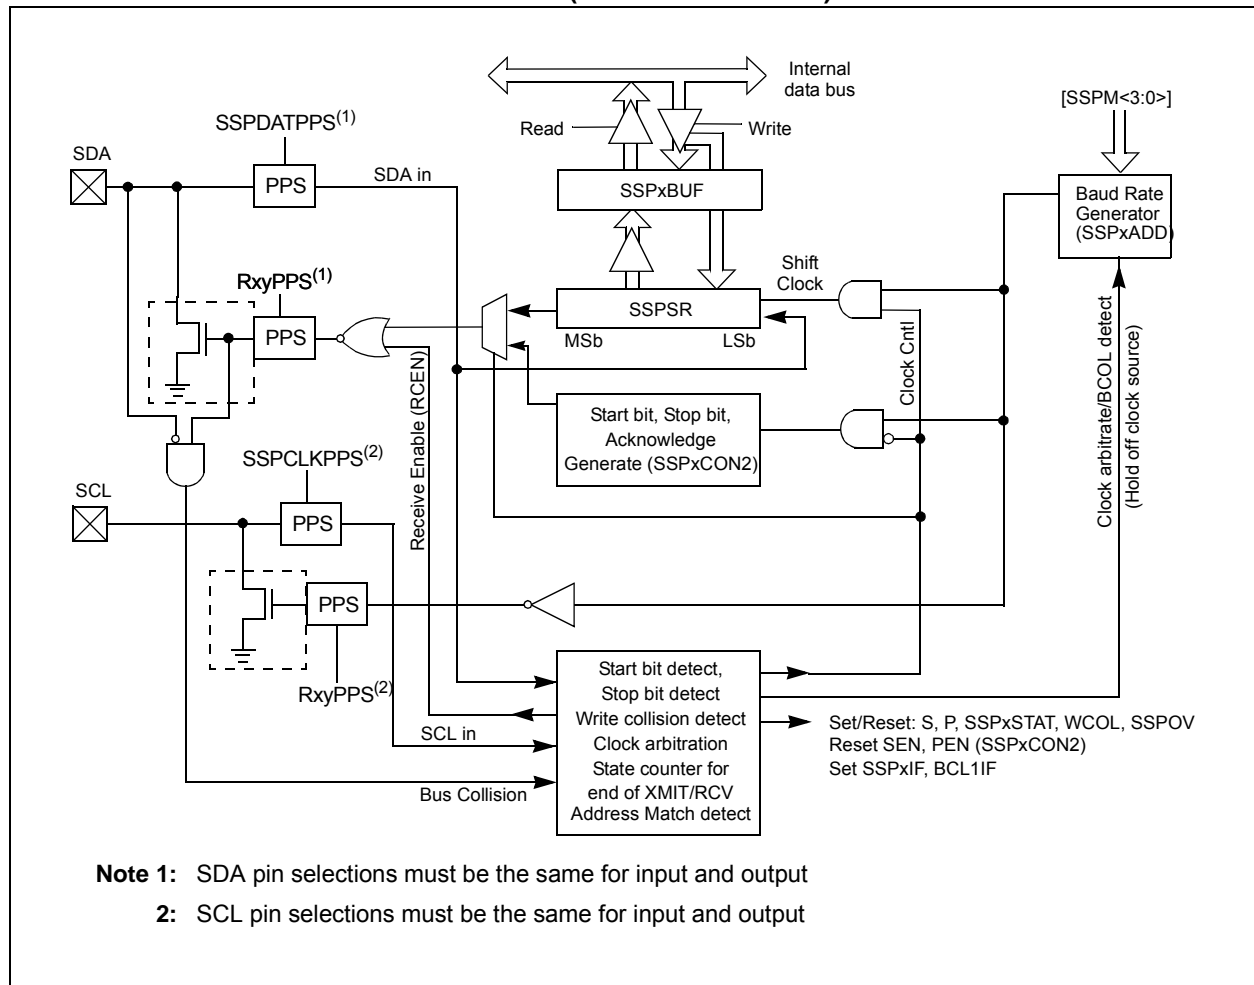 Internal
data bus
[SSPM<3:0>]
SSPDATPPS(1)
Read
Write
SDA
PPS
SDA in
SSPxBUF
Baud Rate
Generator
(SSPxADD)
RxyPPS(1)
Shift
Clock
PPS
SSPSR
MSb
LSb
Receive Enable (RCEN)
Clock Cntl
Clock arbitrate/BCOL detect
(Hold off clock source)
Start bit, Stop bit,
Acknowledge
Generate (SSPxCON2)
SSPCLKPPS(2)
SCL
PPS
PPS
RxyPPS(2)
Start bit detect,
Stop bit detect
Write collision detect
Clock arbitration
State counter for
end of XMIT/RCV
Address Match detect
SCL in
Bus Collision
Set/Reset: S, P, SSPxSTAT, WCOL, SSPOV
Reset SEN, PEN (SSPxCON2)
Set SSPxIF, BCL1IF
Note 1: SDA pin selections must be the same for input and output
2: SCL pin selections must be the same for input and output